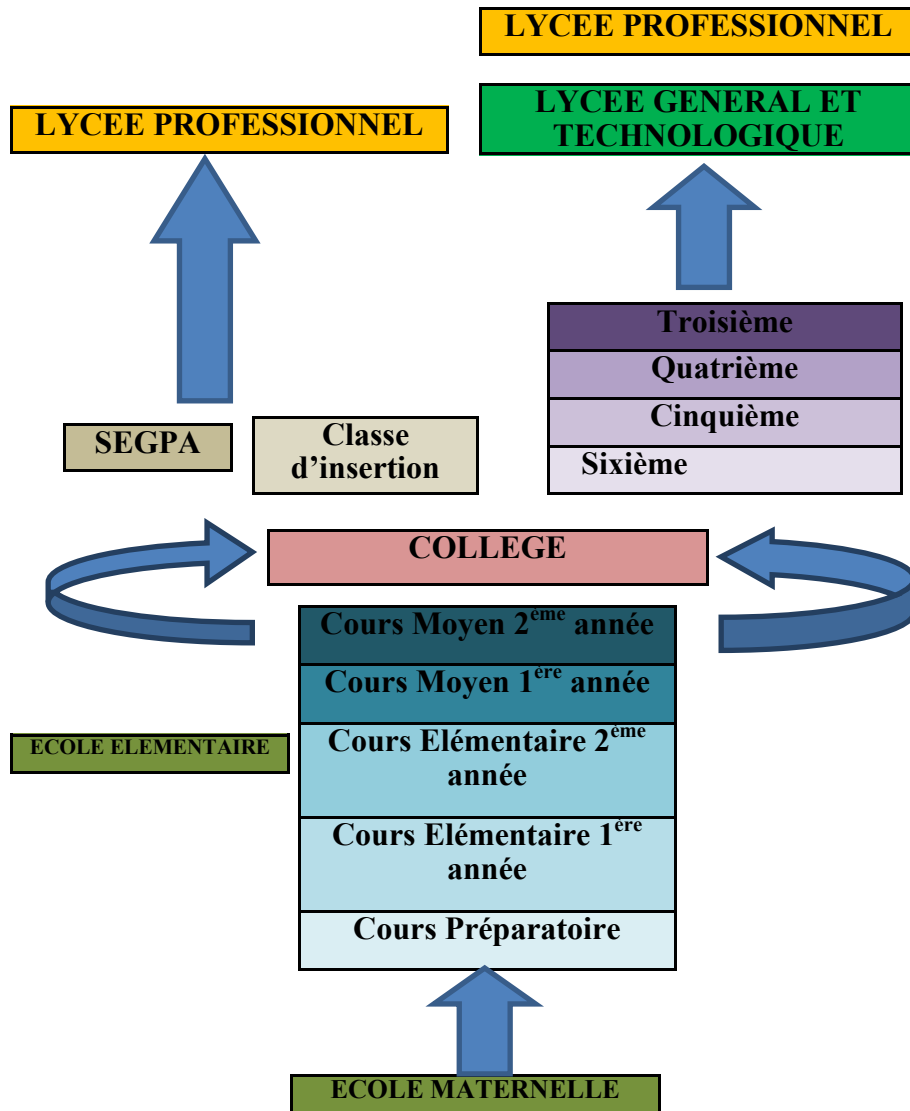 LYCEE PROFESSIONNEL
LYCEE GENERAL ET
TECHNOLOGIQUE
LYCEE PROFESSIONNEL
Troisième
Quatrième
Cinquième
Sixième
SEGPA
Classe
d’insertion
COLLEGE
Cours Moyen 2ème année
Cours Moyen 1ère année
ECOLE ELEMENTAIRE
Cours Elémentaire 2ème
année
Cours Elémentaire 1ère
année
Cours Préparatoire
ECOLE MATERNELLE